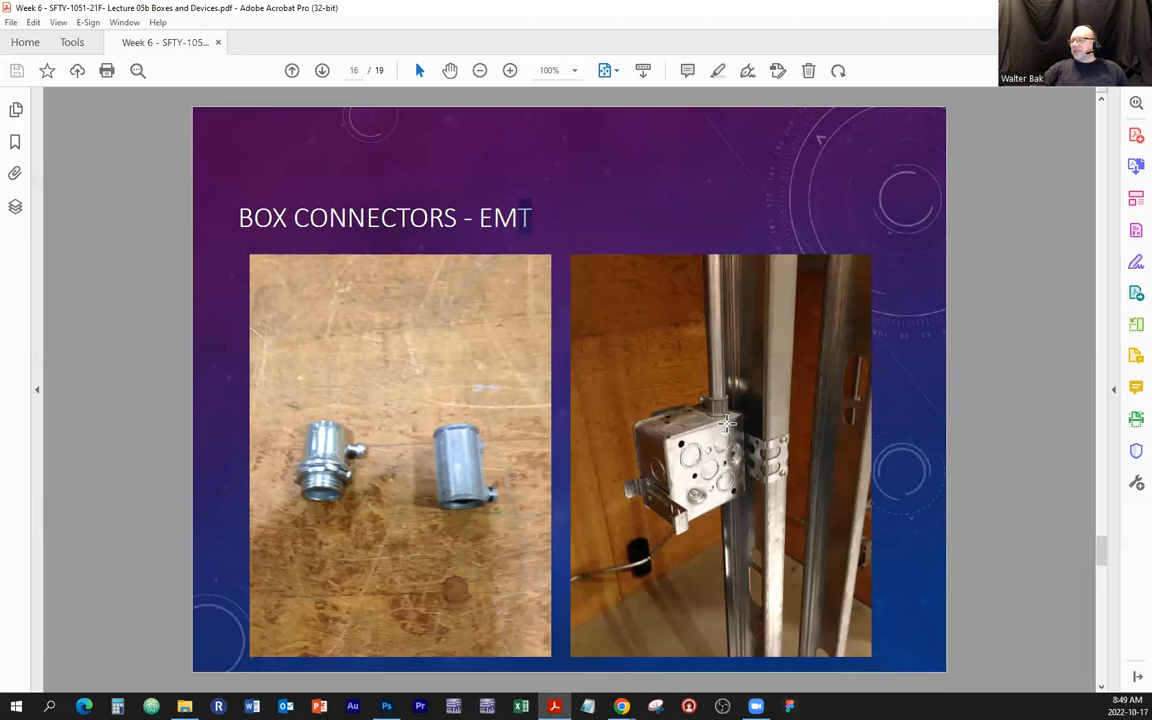 Week 6 - SFTY-1051-21F- Lecture 05b Boxes and Devices.pdf - Adobe Acrobat Pro (32-bit)
File Edit View E-Sign Window Help
Home Tools Week 6 - SFTY-105... ×
16 / 19 100%
Walter Bak
BOX CONNECTORS - EMT
8:49 AM
2022-10-17